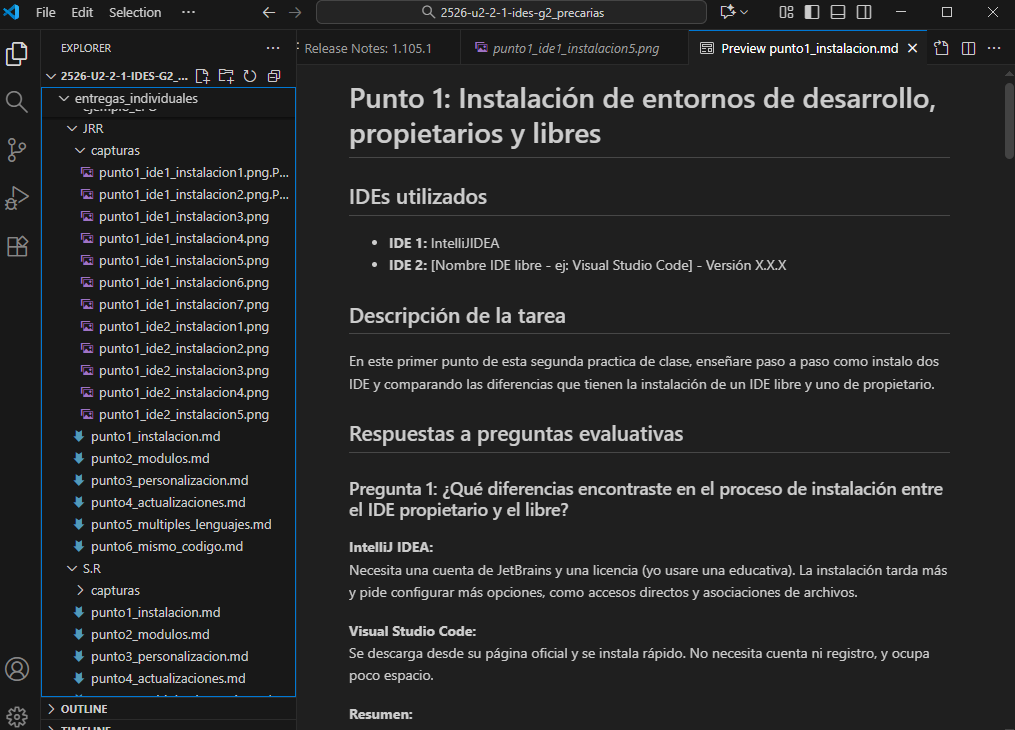 File Edit Selection ···
2526-u2-2-1-ides-g2_precarias
EXPLORER ···
2526-U2-2-1-IDES-G2_...
entregas_individuales
JRR
capturas
punto1_ide1_instalacion1.png.P...
punto1_ide1_instalacion2.png.P...
punto1_ide1_instalacion3.png
punto1_ide1_instalacion4.png
punto1_ide1_instalacion5.png
punto1_ide1_instalacion6.png
punto1_ide1_instalacion7.png
punto1_ide2_instalacion1.png
punto1_ide2_instalacion2.png
punto1_ide2_instalacion3.png
punto1_ide2_instalacion4.png
punto1_ide2_instalacion5.png
punto1_instalacion.md
punto2_modulos.md
punto3_personalizacion.md
punto4_actualizaciones.md
punto5_multiples_lenguajes.md
punto6_mismo_codigo.md
S.R
capturas
punto1_instalacion.md
punto2_modulos.md
punto3_personalizacion.md
punto4_actualizaciones.md
OUTLINE
TIMELINE
Release Notes: 1.105.1
punto1_ide1_instalacion5.png
Preview punto1_instalacion.md
Punto 1: Instalación de entornos de desarrollo,
propietarios y libres
IDEs utilizados
• IDE 1: IntelliJIDEA
• IDE 2: [Nombre IDE libre - ej: Visual Studio Code] - Versión X.X.X
Descripción de la tarea
En este primer punto de esta segunda practica de clase, enseñare paso a paso como instalo dos
IDE y comparando las diferencias que tienen la instalación de un IDE libre y uno de propietario.
Respuestas a preguntas evaluativas
Pregunta 1: ¿Qué diferencias encontraste en el proceso de instalación entre
el IDE propietario y el libre?
IntelliJ IDEA:
Necesita una cuenta de JetBrains y una licencia (yo usare una educativa). La instalación tarda más
y pide configurar más opciones, como accesos directos y asociaciones de archivos.
Visual Studio Code:
Se descarga desde su página oficial y se instala rápido. No necesita cuenta ni registro, y ocupa
poco espacio.
Resumen: